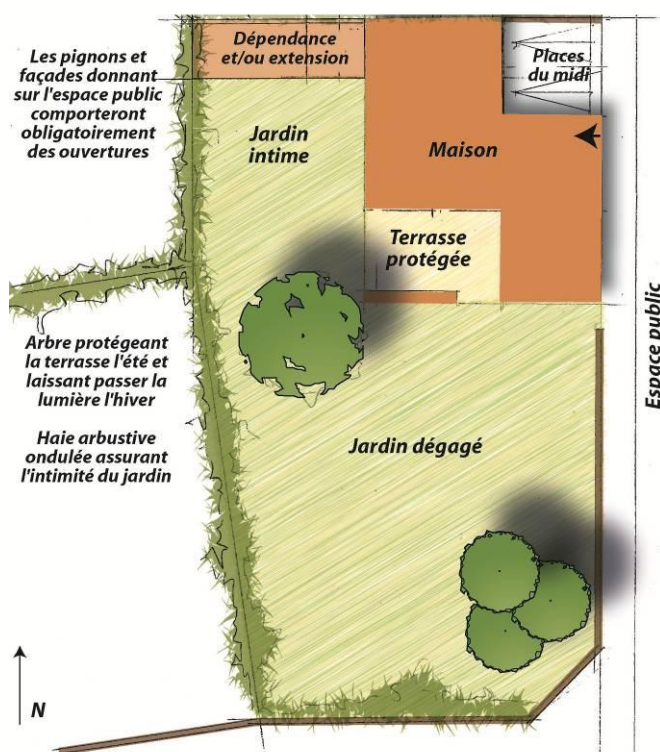 Les pignons et
façades donnant
sur l'espace public
comporteront
obligatoirement
des ouvertures
Dépendance
et/ou extension
Places
du midi
Jardin
intime
Maison
Terrasse
protégée
Espace public
Arbre protégeant
la terrasse l'été et
laissant passer la
lumière l'hiver
Haie arbustive
ondulée assurant
l'intimité du jardin
Jardin dégagé
N